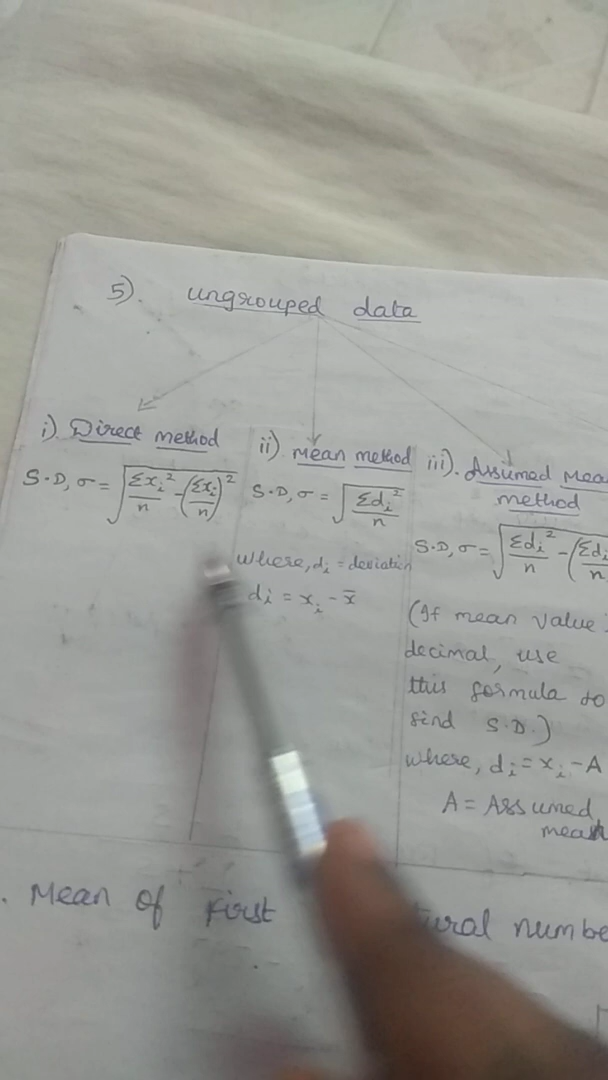 5). ungrouped data
i) Direct method
S.D, σ = √(Σxᵢ²/n - (Σxᵢ/n)²)
ii) mean method
S.D, σ = √(Σdᵢ²/n)
where, dᵢ = deviation
dᵢ = xᵢ - x̄
iii). Assumed Mea
method
S.D, σ = √(Σdᵢ²/n - (Σdᵢ/n
(If mean value
decimal, use
this formula to
find S.D.)
where, dᵢ = xᵢ - A
A = Assumed
mean
. Mean of First tural numbe